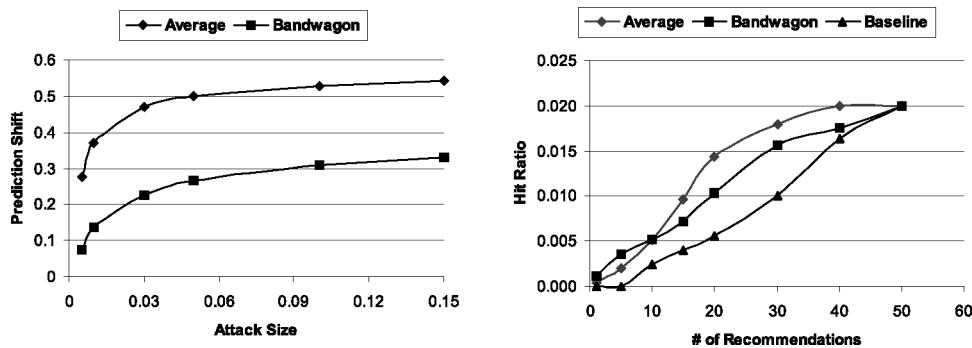 Average Bandwagon
0.6
0.5
0.4
0.3
0.2
0.1
0
Prediction Shift
0 0.03 0.06 0.09 0.12 0.15
Attack Size
Average Bandwagon Baseline
0.025
0.020
0.015
0.010
0.005
0.000
Hit Ratio
0 10 20 30 40 50 60
# of Recommendations